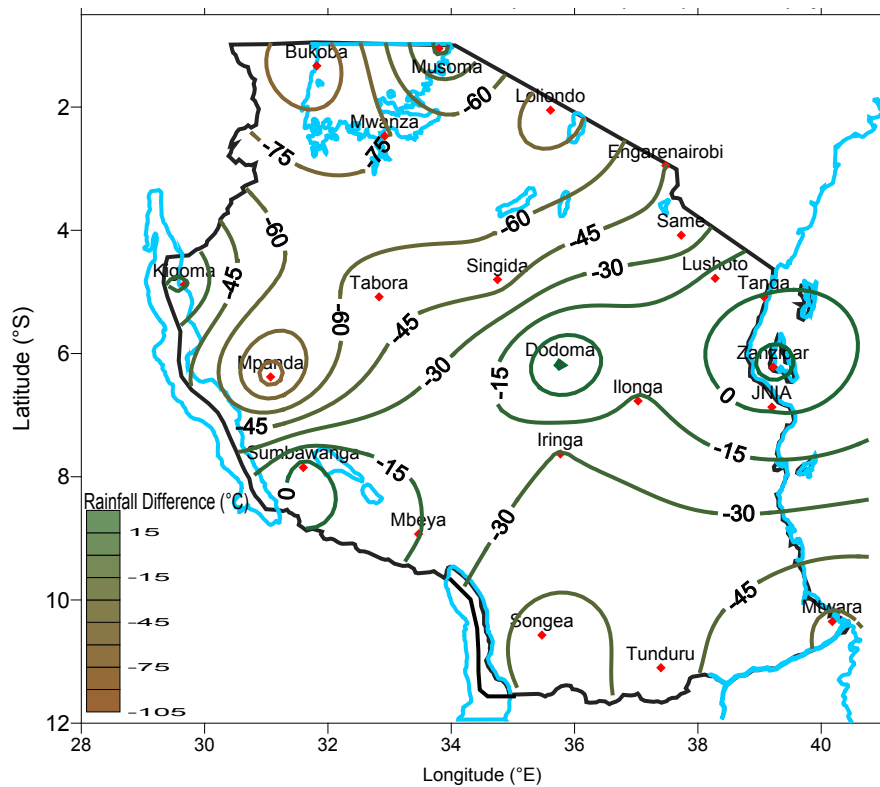 Bukoba
Musoma
2
-60
Loliondo
Mwanza
-75
-75
Engarenairobi
4
-60
-60
-45
Same
Kigoma
-45
Tabora
Singida
-30
Lushoto
Tanga
-60
-45
6
Mpanda
-30
-15
Dodoma
Zanzibar
Ilonga
0
JNIA
-45
Iringa
-15
8
Sumbawanga
-15
0
Rainfall Difference (°C)
-30
-30
Mbeya
15
-15
-45
-75
-105
10
-45
Songea
Mtwara
Tunduru
12
28
30
32
34
36
38
40
Longitude (°E)
Latitude (°S)